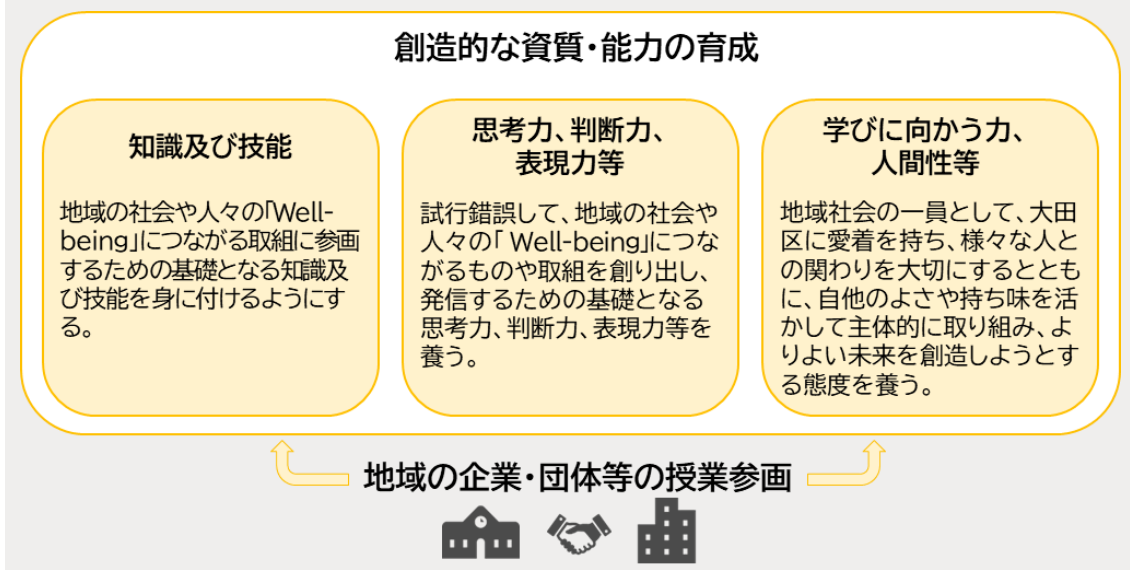 創造的な資質・能力の育成
知識及び技能
地域の社会や人々の「Well-
being」につながる取組に参画
するための基礎となる知識及
び技能を身に付けるようにす
る。
思考力、判断力、
表現力等
試行錯誤して、地域の社会や
人々の「 Well-being」につな
がるものや取組を創り出し、
発信するための基礎となる
思考力、判断力、表現力等を
養う。
学びに向かう力、
人間性等
地域社会の一員として、大田
区に愛着を持ち、様々な人と
の関わりを大切にするととも
に、自他のよさや持ち味を活
かして主体的に取り組み、よ
りよい未来を創造しようとす
る態度を養う。
地域の企業・団体等の授業参画